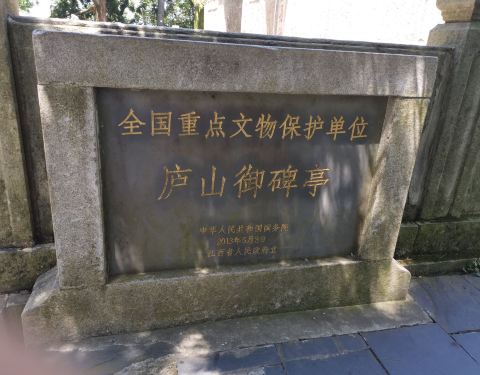 全国重点文物保护单位
庐山御碑亭
中华人民共和国国务院
2013年5月3日
江西省人民政府立